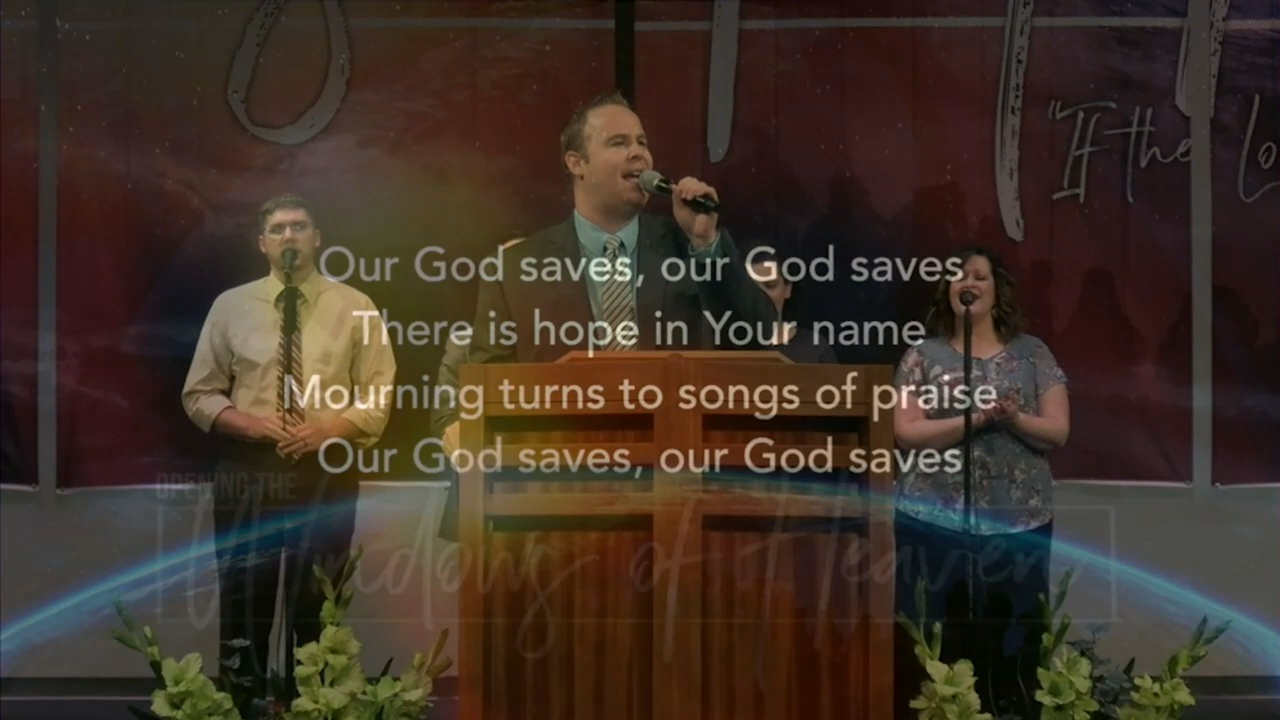 "If the Lo
Our God saves, our God saves
There is hope in Your name
Mourning turns to songs of praise
Our God saves, our God saves
OPENING THE
Windows of Heaven